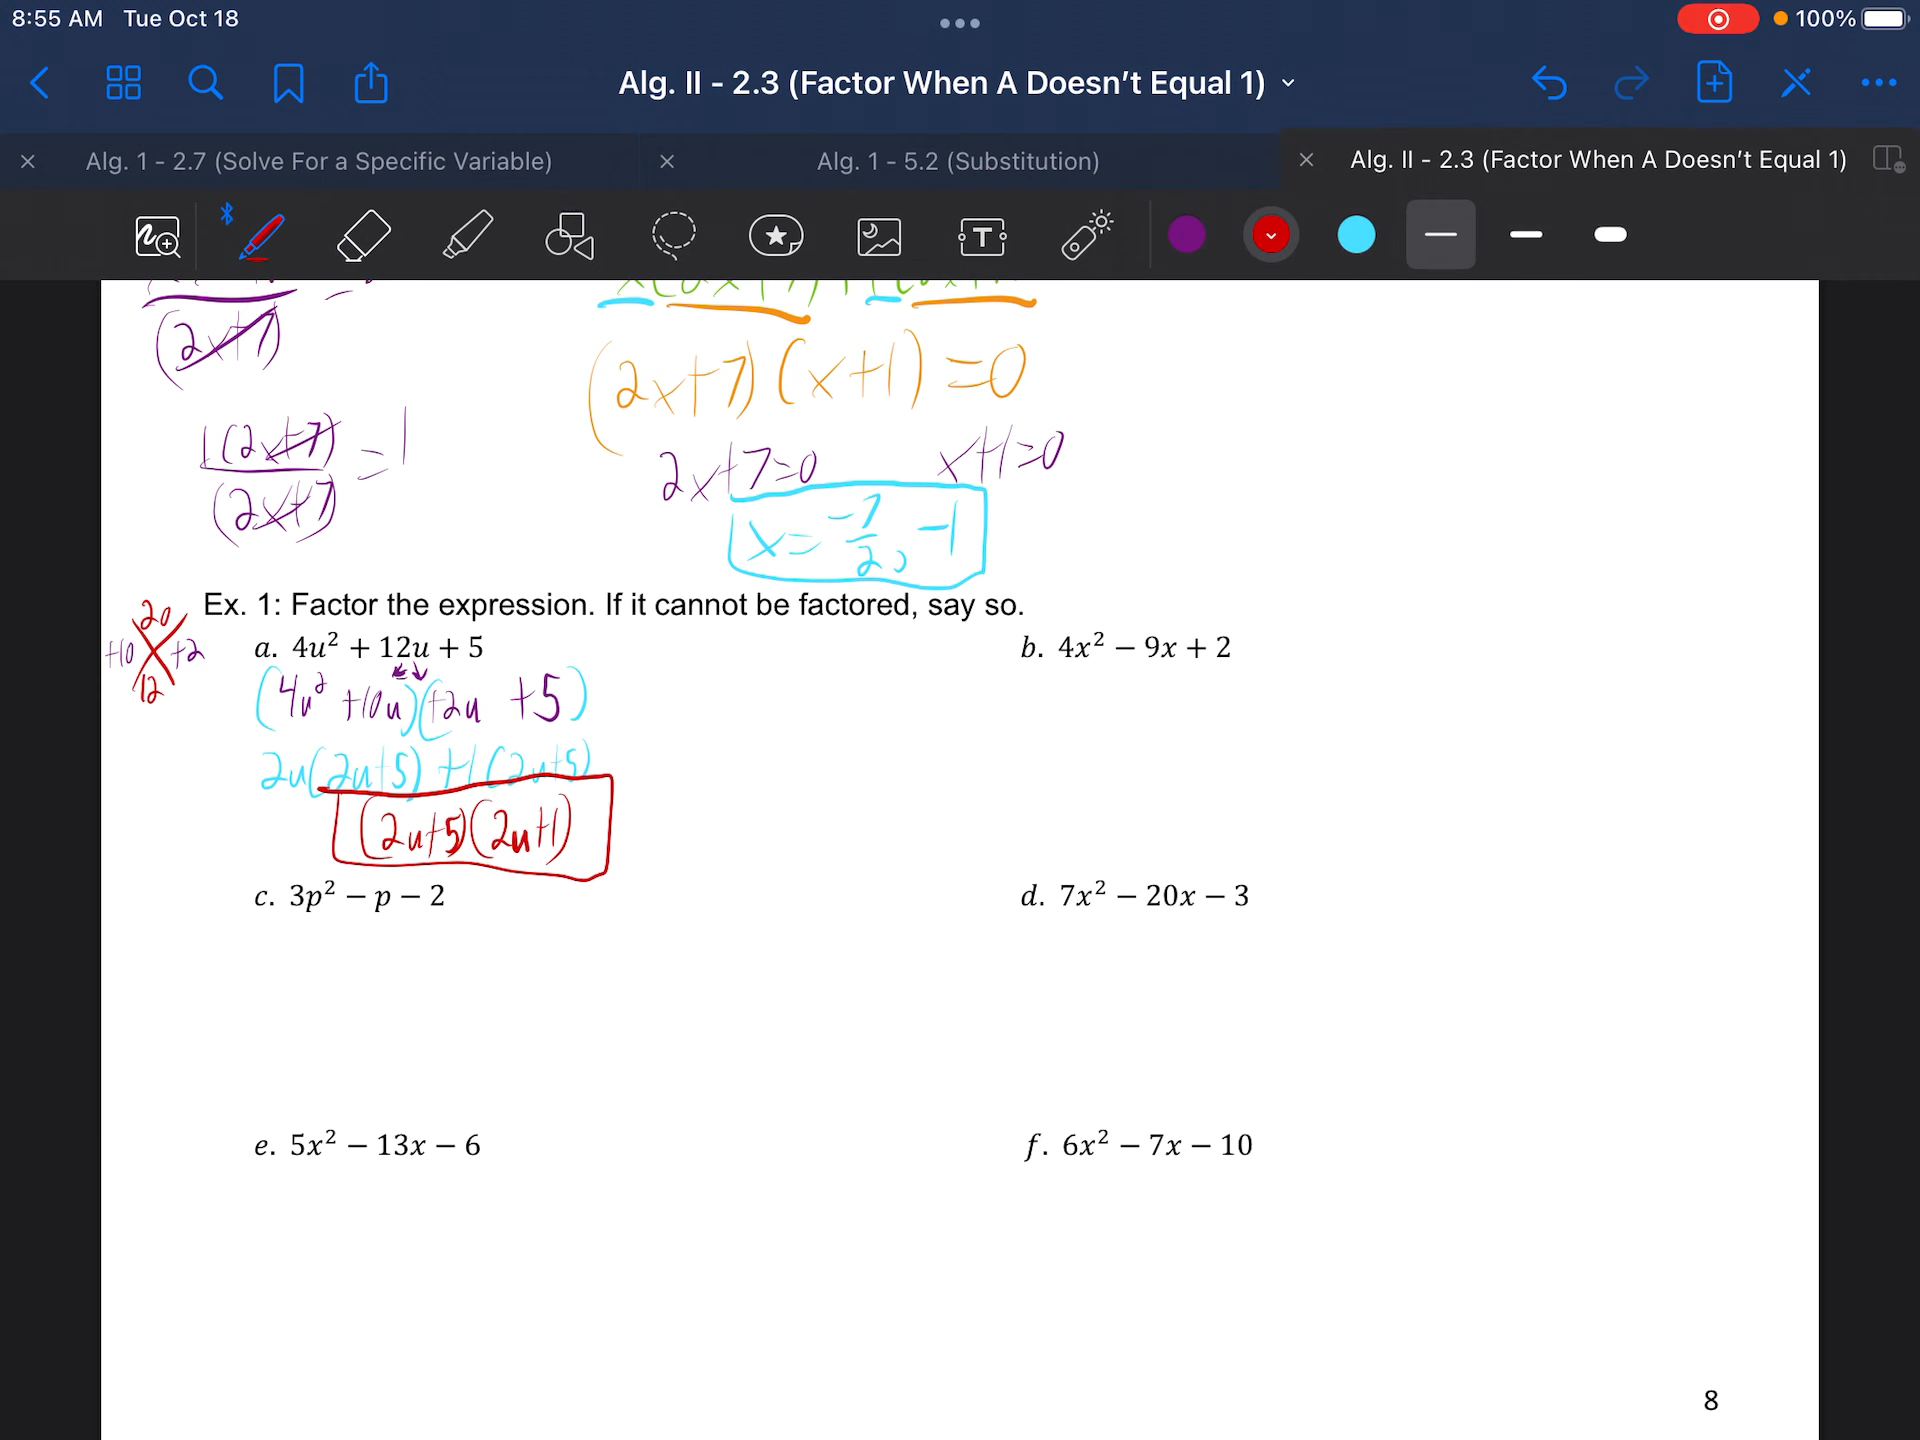 8:55 AM Tue Oct 18
100%
Alg. II - 2.3 (Factor When A Doesn't Equal 1)
Alg. 1 - 2.7 (Solve For a Specific Variable)
Alg. 1 - 5.2 (Substitution)
Alg. II - 2.3 (Factor When A Doesn't Equal 1)
(2x+7)
(2x+7)(x+1)=0
1(2x+7)/(2x+7) = 1
2x+7=0 x+1=0
x = -7/2, -1
Ex. 1: Factor the expression. If it cannot be factored, say so.
20
+10 +2
12
a. 4u² + 12u + 5
b. 4x² − 9x + 2
(4u² +10u)(+2u +5)
2u(2u+5) +1(2u+5)
(2u+5)(2u+1)
c. 3p² − p − 2
d. 7x² − 20x − 3
e. 5x² − 13x − 6
f. 6x² − 7x − 10
8